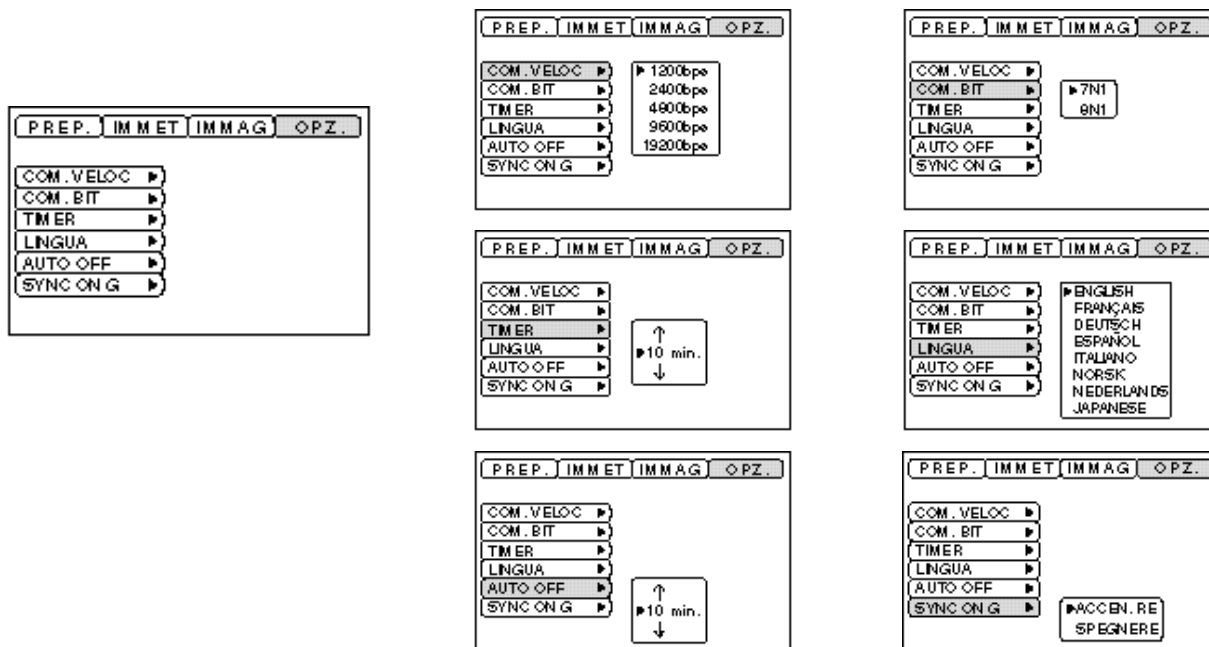 PREP. IMMET IMMAG OPZ.
COM.VELOC
COM.BIT
TIMER
LINGUA
AUTO OFF
SYNC ON G
PREP. IMMET IMMAG OPZ.
COM.VELOC 1200bps
COM.BIT 2400bps
TIMER 4800bps
LINGUA 9600bps
AUTO OFF 19200bps
SYNC ON G
PREP. IMMET IMMAG OPZ.
COM.VELOC
COM.BIT 7N1
TIMER 8N1
LINGUA
AUTO OFF
SYNC ON G
PREP. IMMET IMMAG OPZ.
COM.VELOC
COM.BIT
TIMER
LINGUA 10 min.
AUTO OFF
SYNC ON G
PREP. IMMET IMMAG OPZ.
COM.VELOC ENGLISH
COM.BIT FRANÇAIS
TIMER DEUTSCH
LINGUA ESPAÑOL
AUTO OFF ITALIANO
SYNC ON G NORSK
NEDERLANDS
JAPANESE
PREP. IMMET IMMAG OPZ.
COM.VELOC
COM.BIT
TIMER
LINGUA
AUTO OFF
SYNC ON G 10 min.
PREP. IMMET IMMAG OPZ.
COM.VELOC
COM.BIT
TIMER
LINGUA
AUTO OFF
SYNC ON G ACCEN.RE
SPEGNERE